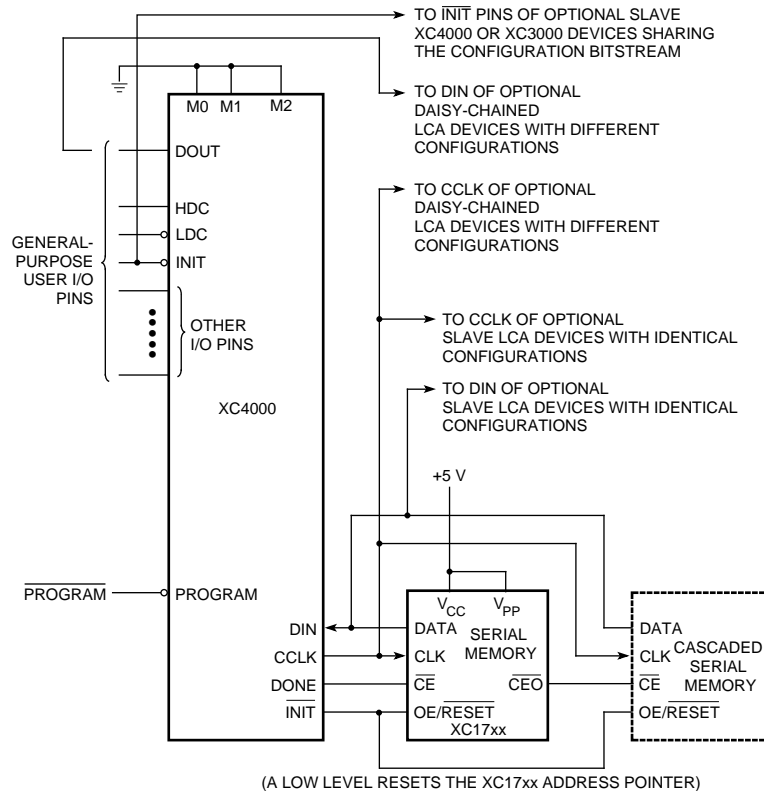 TO INIT PINS OF OPTIONAL SLAVE
XC4000 OR XC3000 DEVICES SHARING
THE CONFIGURATION BITSTREAM
TO DIN OF OPTIONAL
DAISY-CHAINED
LCA DEVICES WITH DIFFERENT
CONFIGURATIONS
M0 M1 M2
DOUT
TO CCLK OF OPTIONAL
DAISY-CHAINED
LCA DEVICES WITH DIFFERENT
CONFIGURATIONS
HDC
LDC
INIT
GENERAL-
PURPOSE
USER I/O
PINS
OTHER
I/O PINS
TO CCLK OF OPTIONAL
SLAVE LCA DEVICES WITH IDENTICAL
CONFIGURATIONS
TO DIN OF OPTIONAL
SLAVE LCA DEVICES WITH IDENTICAL
CONFIGURATIONS
XC4000
+5 V
PROGRAM
PROGRAM
DIN
CCLK
DONE
INIT
VCC VPP
DATA
CLK
CE
OE/RESET
SERIAL
MEMORY
CEO
XC17xx
DATA
CLK
CE
OE/RESET
CASCADED
SERIAL
MEMORY
(A LOW LEVEL RESETS THE XC17xx ADDRESS POINTER)